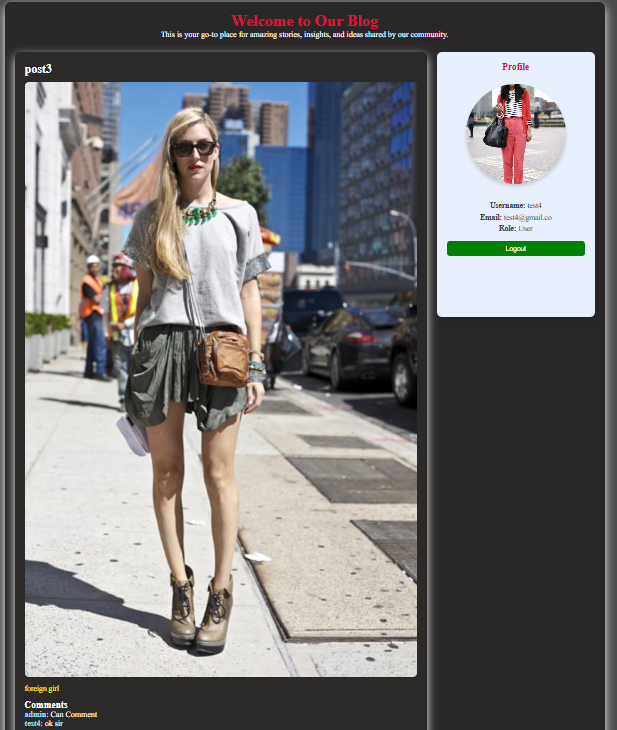 Welcome to Our Blog
This is your go-to place for amazing stories, insights, and ideas shared by our community.
post3
foreign girl
Comments
admin: Can Comment
test4: ok sir
Profile
Username: test4
Email: test4@gmail.co
Role: User
Logout